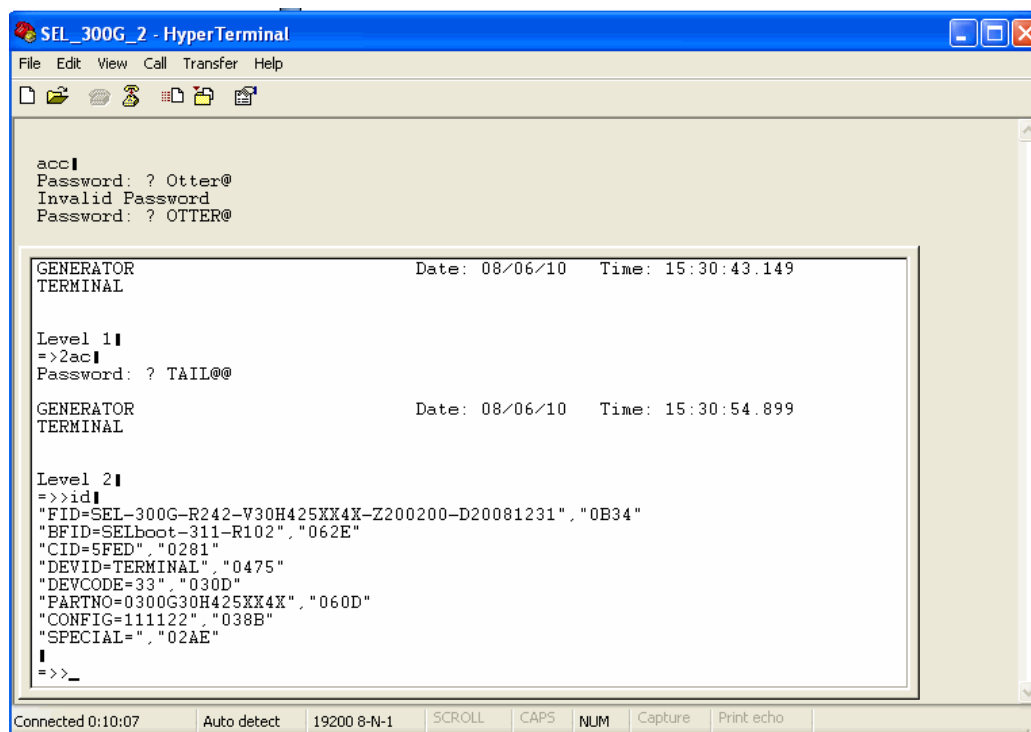 SEL_300G_2 - HyperTerminal
File Edit View Call Transfer Help
acc
Password: ? Otter@
Invalid Password
Password: ? OTTER@
GENERATOR Date: 08/06/10 Time: 15:30:43.149
TERMINAL
Level 1
=>2ac
Password: ? TAIL@@
GENERATOR Date: 08/06/10 Time: 15:30:54.899
TERMINAL
Level 2
=>>id
"FID=SEL-300G-R242-V30H425XX4X-Z200200-D20081231","0B34"
"BFID=SELboot-311-R102","062E"
"CID=5FED","0281"
"DEVID=TERMINAL","0475"
"DEVCODE=33","030D"
"PARTNO=0300G30H425XX4X","060D"
"CONFIG=111122","038B"
"SPECIAL=","02AE"
=>>_
Connected 0:10:07 Auto detect 19200 8-N-1 SCROLL CAPS NUM Capture Print echo